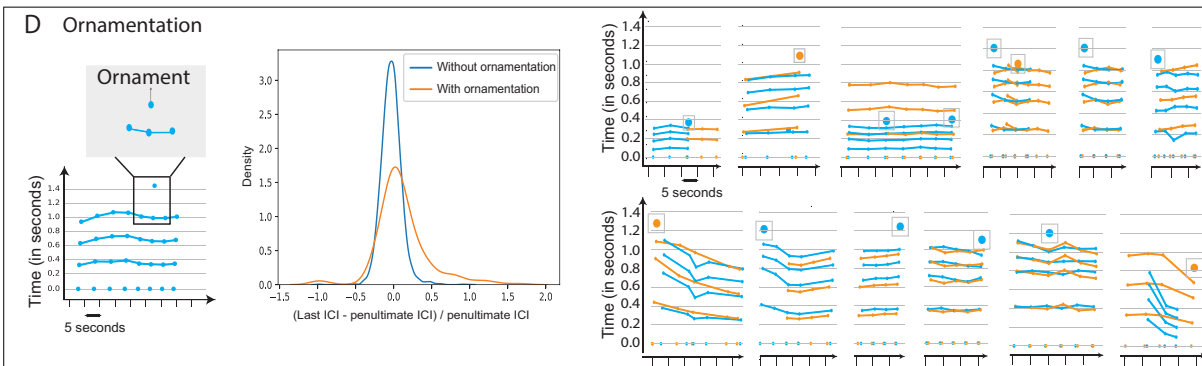 D Ornamentation
Ornament
Time (in seconds)
1.4
1.2
1.0
0.8
0.6
0.4
0.2
0.0
5 seconds
Density
3.5
3.0
2.5
2.0
1.5
1.0
0.5
0.0
−1.5 −1.0 −0.5 0.0 0.5 1.0 1.5 2.0
(Last ICI - penultimate ICI) / penultimate ICI
Without ornamentation
With ornamentation
Time (in seconds)
1.4
1.2
1.0
0.8
0.6
0.4
0.2
0.0
5 seconds
Time (in seconds)
1.4
1.2
1.0
0.8
0.6
0.4
0.2
0.0